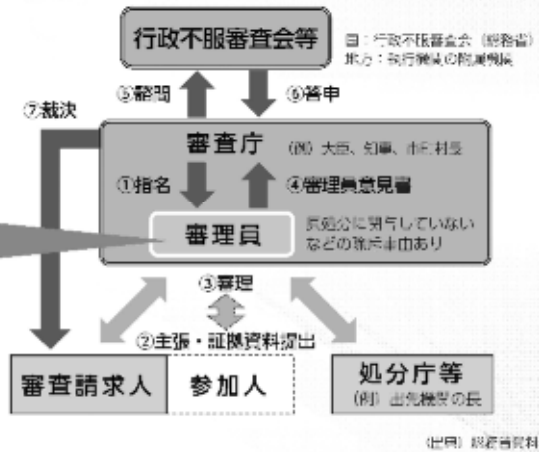 行政不服審査会等
国：行政不服審査会（総務省）
地方：執行機関の附属機関
⑤諮問
⑥答申
⑦裁決
審査庁
(例) 大臣、知事、市町村長
①指名
④審理員意見書
審理員
原処分に関与していない
などの除斥事由あり
③審理
②主張・証拠資料提出
審査請求人
参加人
処分庁等
(例) 出先機関の長
(出典) 総務省資料